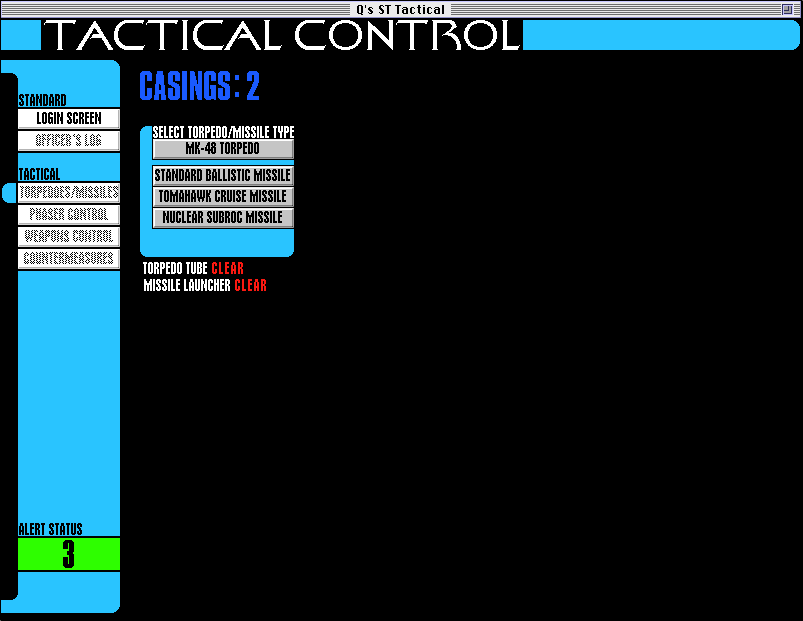 Q's ST Tactical
TACTICAL CONTROL
CASINGS: 2
STANDARD
LOGIN SCREEN
OFFICER'S LOG
TACTICAL
TORPEDOES/MISSILES
PHASER CONTROL
WEAPONS CONTROL
COUNTERMEASURES
SELECT TORPEDO/MISSILE TYPE
MK-48 TORPEDO
STANDARD BALLISTIC MISSILE
TOMAHAWK CRUISE MISSILE
NUCLEAR SUBROC MISSILE
TORPEDO TUBE CLEAR
MISSILE LAUNCHER CLEAR
ALERT STATUS
3